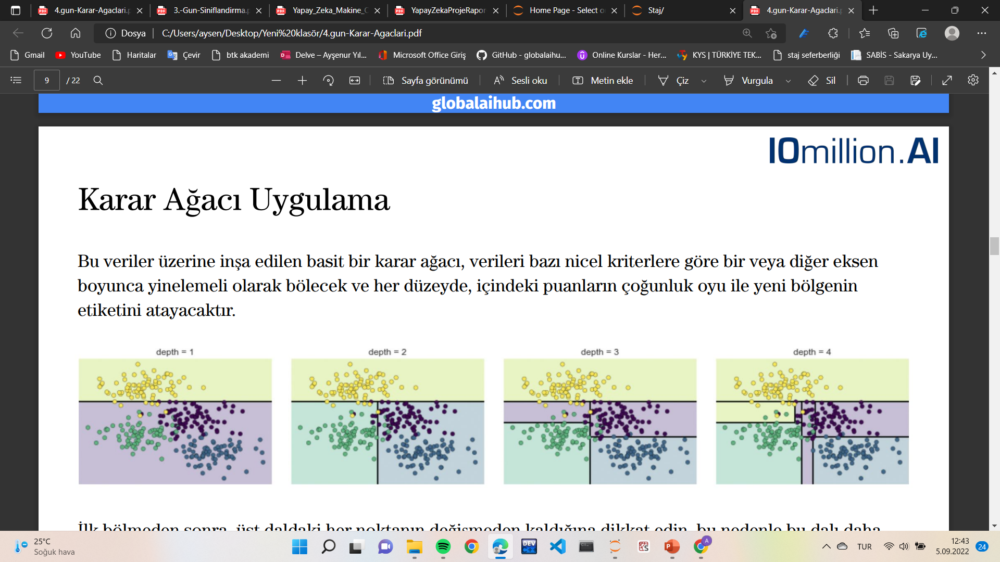 4.gun-Karar-Agaclari.p
3.-Gun-Siniflandirma.p
Yapay_Zeka_Makine_
YapayZekaProjeRapor
Home Page - Select o
Staj/
4.gun-Karar-Agaclari.p
Dosya
C:/Users/aysen/Desktop/Yeni%20klasör/4.gun-Karar-Agaclari.pdf
Gmail
YouTube
Haritalar
Çevir
btk akademi
Delve – Ayşenur Yıl...
Microsoft Office Giriş
GitHub - globalaihu...
Online Kurslar - Her...
KYS | TÜRKİYE TEK...
staj seferberliği
SABİS - Sakarya Uy...
9 / 22
Sayfa görünümü
Sesli oku
Metin ekle
Çiz
Vurgula
Sil
globalaihub.com
10million.AI
Karar Ağacı Uygulama
Bu veriler üzerine inşa edilen basit bir karar ağacı, verileri bazı nicel kriterlere göre bir veya diğer eksen
boyunca yinelemeli olarak bölecek ve her düzeyde, içindeki puanların çoğunluk oyu ile yeni bölgenin
etiketini atayacaktır.
depth = 1
depth = 2
depth = 3
depth = 4
İlk bölmeden sonra, üst daldaki her noktanın değişmeden kaldığına dikkat edin, bu nedenle bu dalı daha
25°C
Soğuk hava
DEV
TUR
12:43
5.09.2022
24